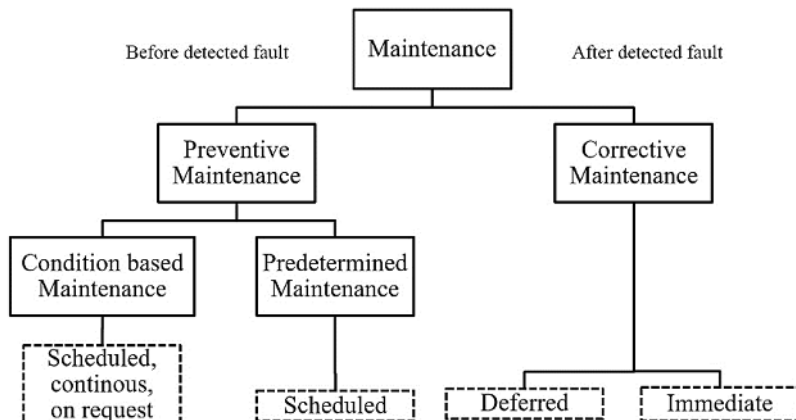 Maintenance
Before detected fault
After detected fault
Preventive
Maintenance
Corrective
Maintenance
Condition based
Maintenance
Predetermined
Maintenance
Scheduled,
continous,
on request
Scheduled
Deferred
Immediate